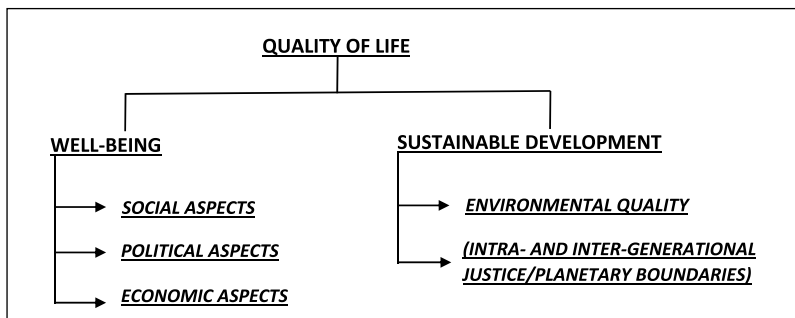 QUALITY OF LIFE
WELL-BEING
SOCIAL ASPECTS
POLITICAL ASPECTS
ECONOMIC ASPECTS
SUSTAINABLE DEVELOPMENT
ENVIRONMENTAL QUALITY
(INTRA- AND INTER-GENERATIONAL
JUSTICE/PLANETARY BOUNDARIES)